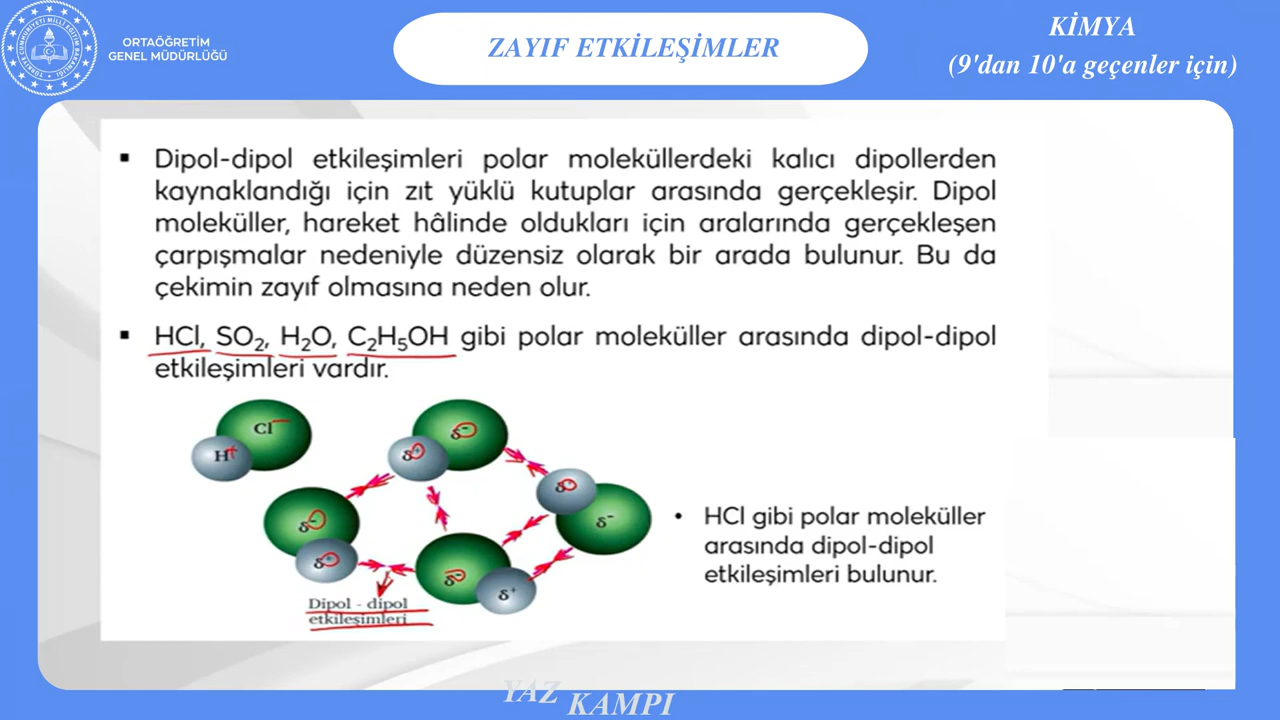 ORTAÖĞRETİM
GENEL MÜDÜRLÜĞÜ
ZAYIF ETKİLEŞİMLER
KİMYA
(9'dan 10'a geçenler için)
▪ Dipol-dipol etkileşimleri polar moleküllerdeki kalıcı dipollerden
kaynaklandığı için zıt yüklü kutuplar arasında gerçekleşir. Dipol
moleküller, hareket hâlinde oldukları için aralarında gerçekleşen
çarpışmalar nedeniyle düzensiz olarak bir arada bulunur. Bu da
çekimin zayıf olmasına neden olur.
▪ HCl, SO₂, H₂O, C₂H₅OH gibi polar moleküller arasında dipol-dipol
etkileşimleri vardır.
Cl⁻
H⁺
δ⁻
δ⁺
δ⁺
δ⁻
δ⁻
δ⁺
δ⁻
δ⁺
Dipol - dipol
etkileşimleri
• HCl gibi polar moleküller
arasında dipol-dipol
etkileşimleri bulunur.
YAZ KAMPI